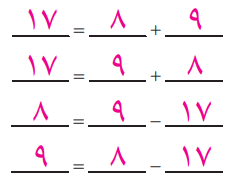 ١٧ = ٨ + ٩
١٧ = ٩ + ٨
٨ = ٩ − ١٧
٩ = ٨ − ١٧